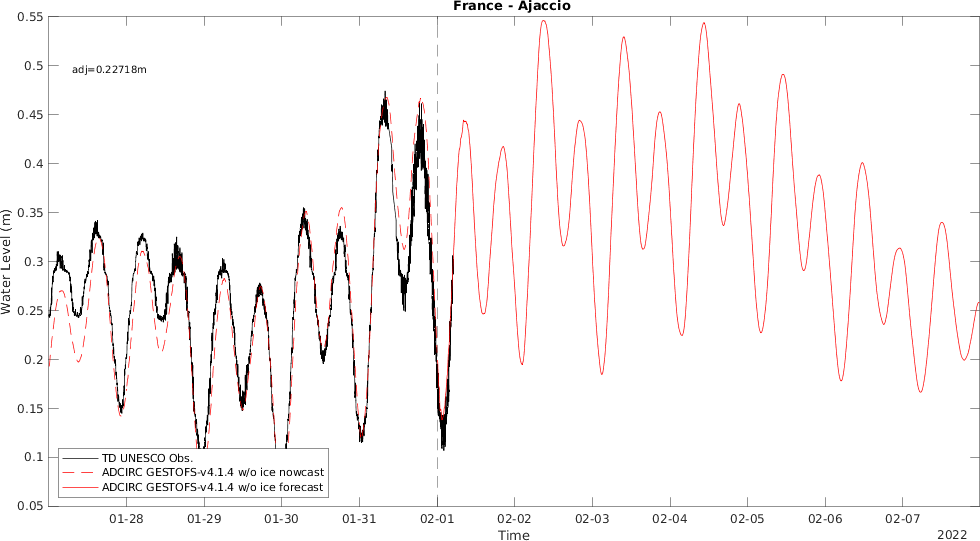 France - Ajaccio
0.55
0.5
0.45
0.4
0.35
0.3
0.25
0.2
0.15
0.1
0.05
Water Level (m)
adj=0.22718m
TD UNESCO Obs.
ADCIRC GESTOFS-v4.1.4 w/o ice nowcast
ADCIRC GESTOFS-v4.1.4 w/o ice forecast
01-28 01-29 01-30 01-31 02-01 02-02 02-03 02-04 02-05 02-06 02-07
Time
2022